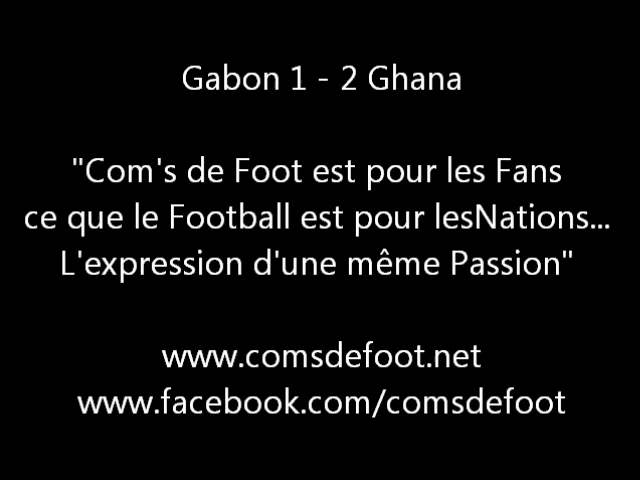 Gabon 1 - 2 Ghana
"Com's de Foot est pour les Fans
ce que le Football est pour lesNations...
L'expression d'une même Passion"
www.comsdefoot.net
www.facebook.com/comsdefoot